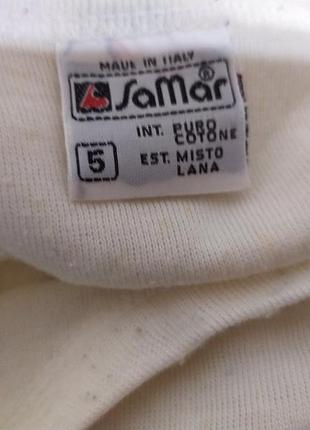 MADE IN ITALY
SaMar®
INT. PURO
COTONE
5
EST. MISTO
LANA